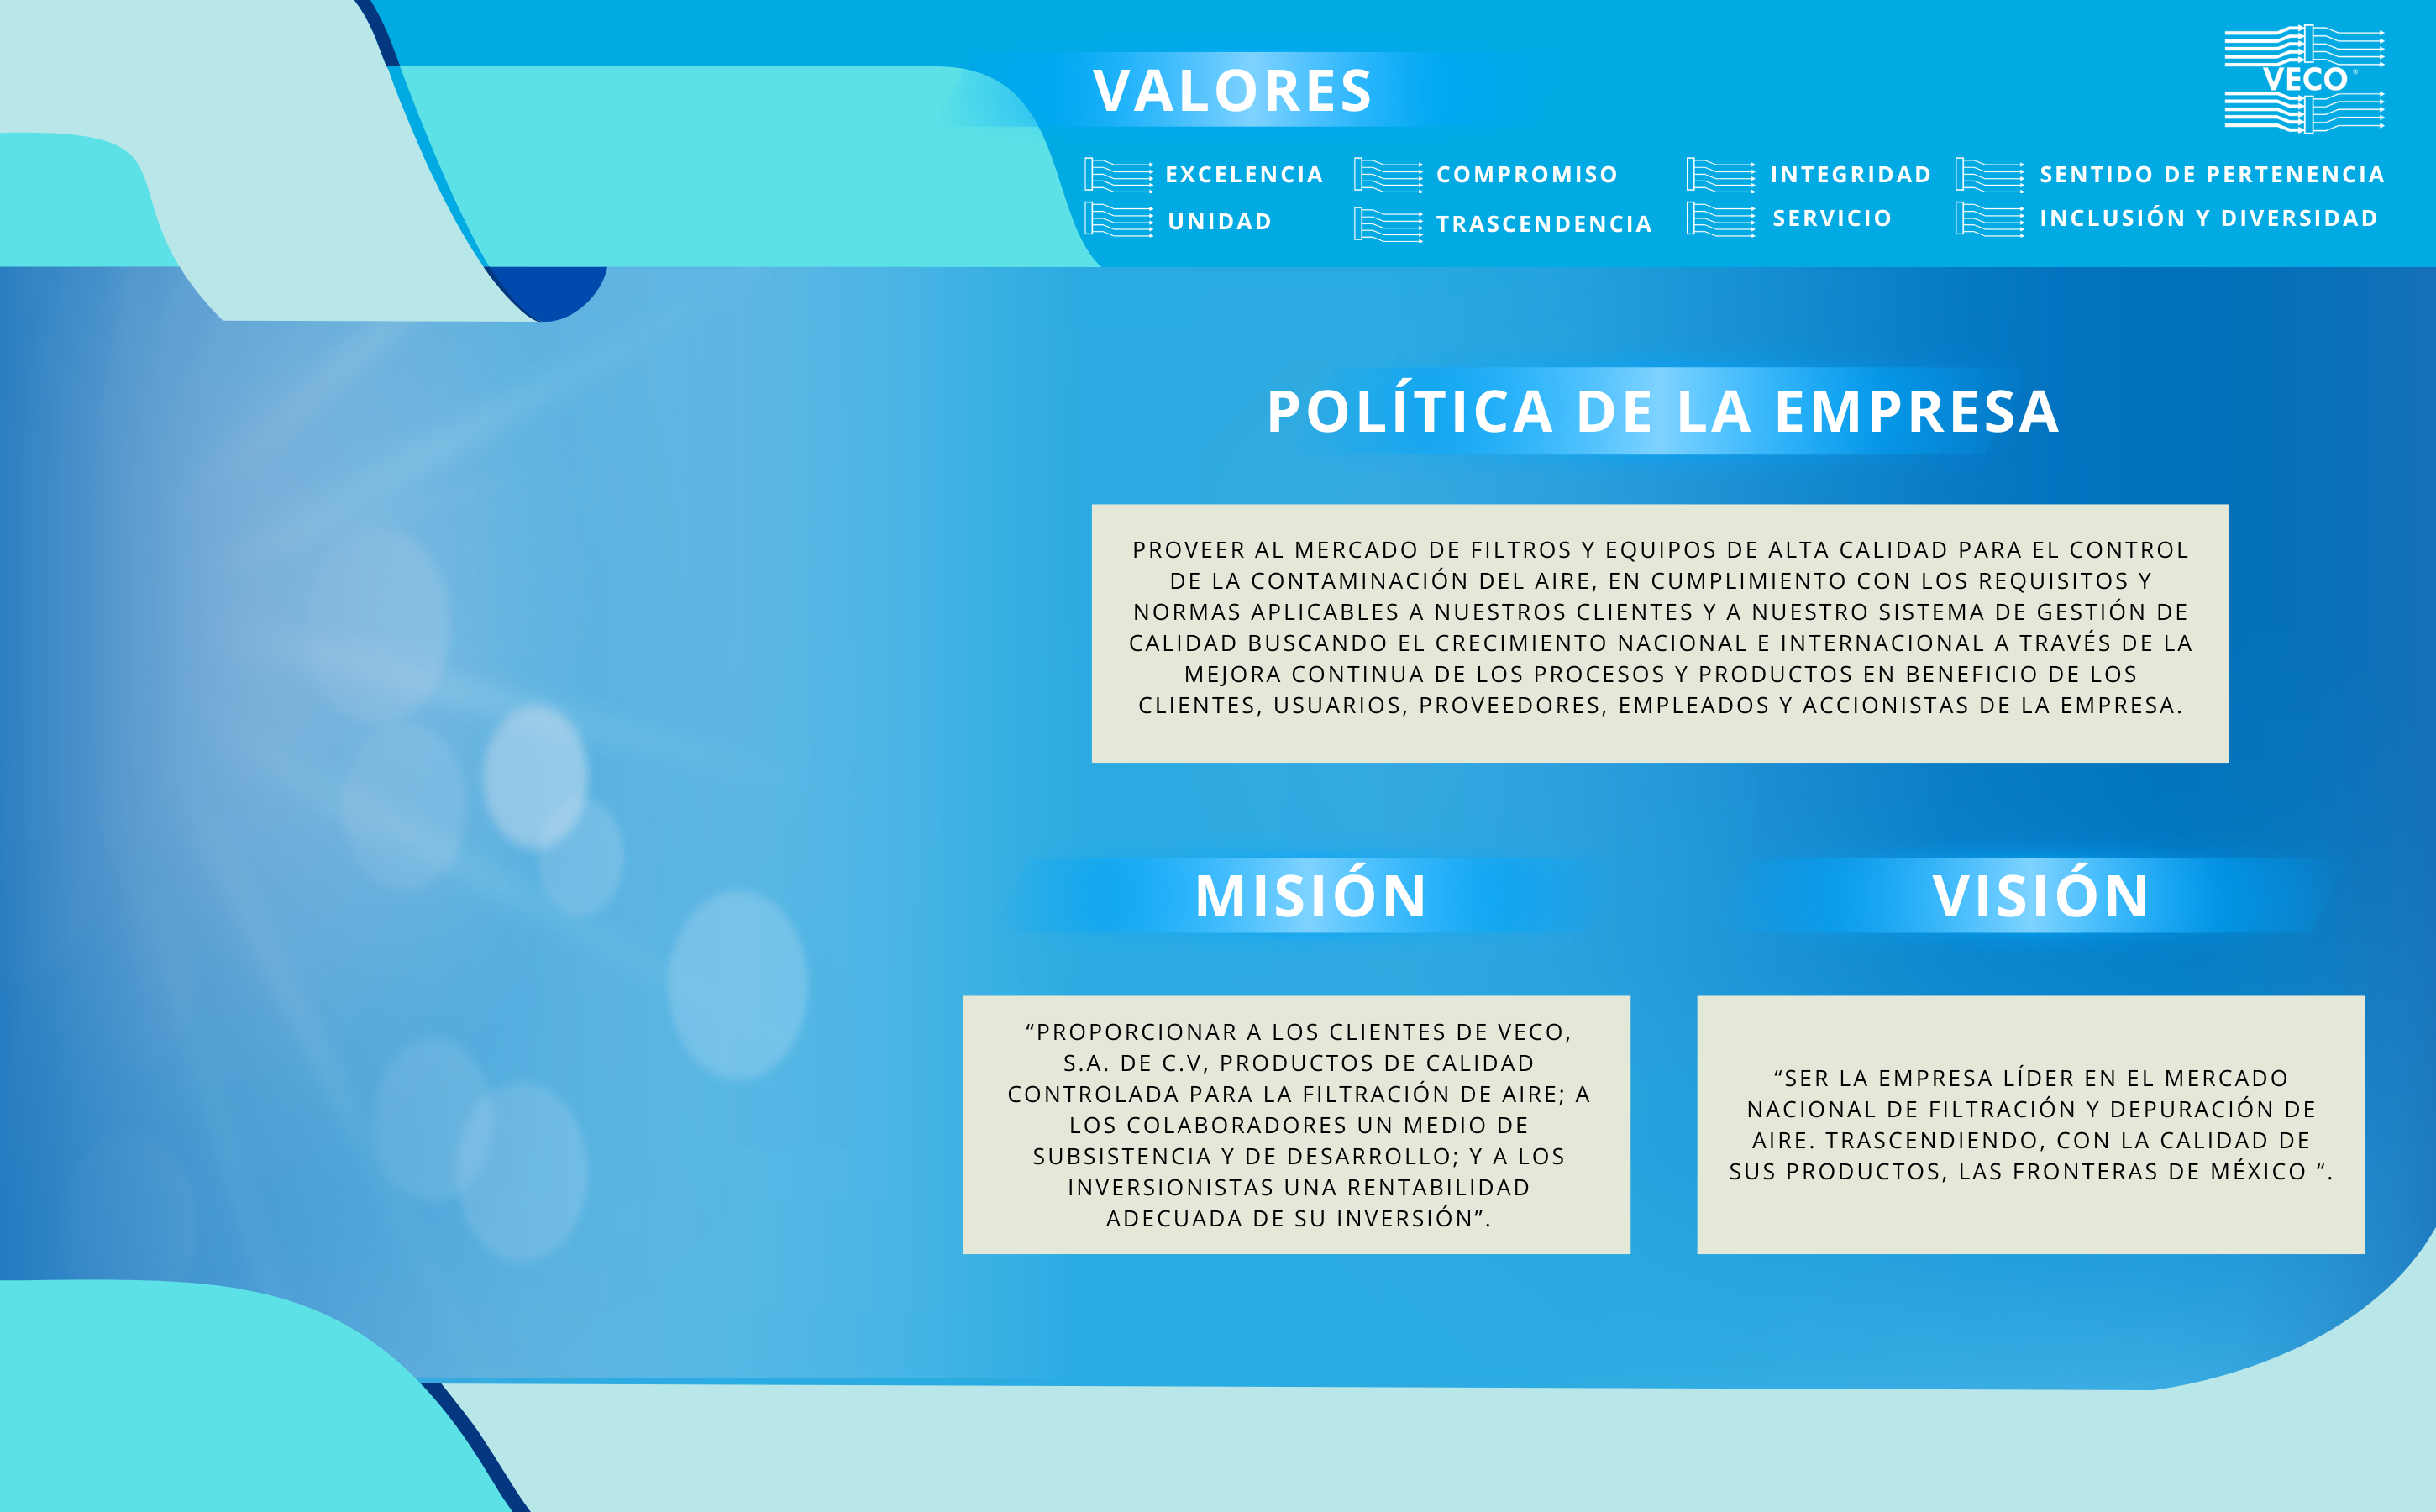 VALORES
VECO®
EXCELENCIA COMPROMISO INTEGRIDAD SENTIDO DE PERTENENCIA
UNIDAD TRASCENDENCIA SERVICIO INCLUSIÓN Y DIVERSIDAD
POLÍTICA DE LA EMPRESA
PROVEER AL MERCADO DE FILTROS Y EQUIPOS DE ALTA CALIDAD PARA EL CONTROL
DE LA CONTAMINACIÓN DEL AIRE, EN CUMPLIMIENTO CON LOS REQUISITOS Y
NORMAS APLICABLES A NUESTROS CLIENTES Y A NUESTRO SISTEMA DE GESTIÓN DE
CALIDAD BUSCANDO EL CRECIMIENTO NACIONAL E INTERNACIONAL A TRAVÉS DE LA
MEJORA CONTINUA DE LOS PROCESOS Y PRODUCTOS EN BENEFICIO DE LOS
CLIENTES, USUARIOS, PROVEEDORES, EMPLEADOS Y ACCIONISTAS DE LA EMPRESA.
MISIÓN
“PROPORCIONAR A LOS CLIENTES DE VECO,
S.A. DE C.V, PRODUCTOS DE CALIDAD
CONTROLADA PARA LA FILTRACIÓN DE AIRE; A
LOS COLABORADORES UN MEDIO DE
SUBSISTENCIA Y DE DESARROLLO; Y A LOS
INVERSIONISTAS UNA RENTABILIDAD
ADECUADA DE SU INVERSIÓN”.
VISIÓN
“SER LA EMPRESA LÍDER EN EL MERCADO
NACIONAL DE FILTRACIÓN Y DEPURACIÓN DE
AIRE. TRASCENDIENDO, CON LA CALIDAD DE
SUS PRODUCTOS, LAS FRONTERAS DE MÉXICO “.